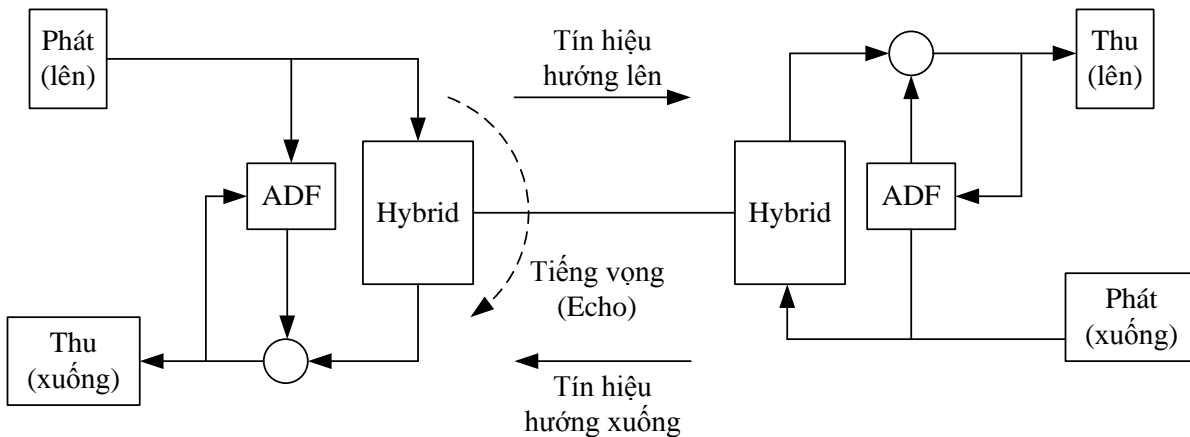 Phát
(lên)
Tín hiệu
hướng lên
Thu
(lên)
ADF
Hybrid
Hybrid
ADF
Tiếng vọng
(Echo)
Thu
(xuống)
Phát
(xuống)
Tín hiệu
hướng xuống